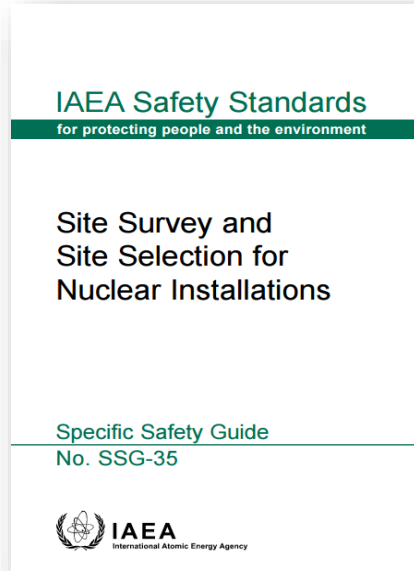 IAEA Safety Standards
for protecting people and the environment
Site Survey and
Site Selection for
Nuclear Installations
Specific Safety Guide
No. SSG-35
IAEA
International Atomic Energy Agency